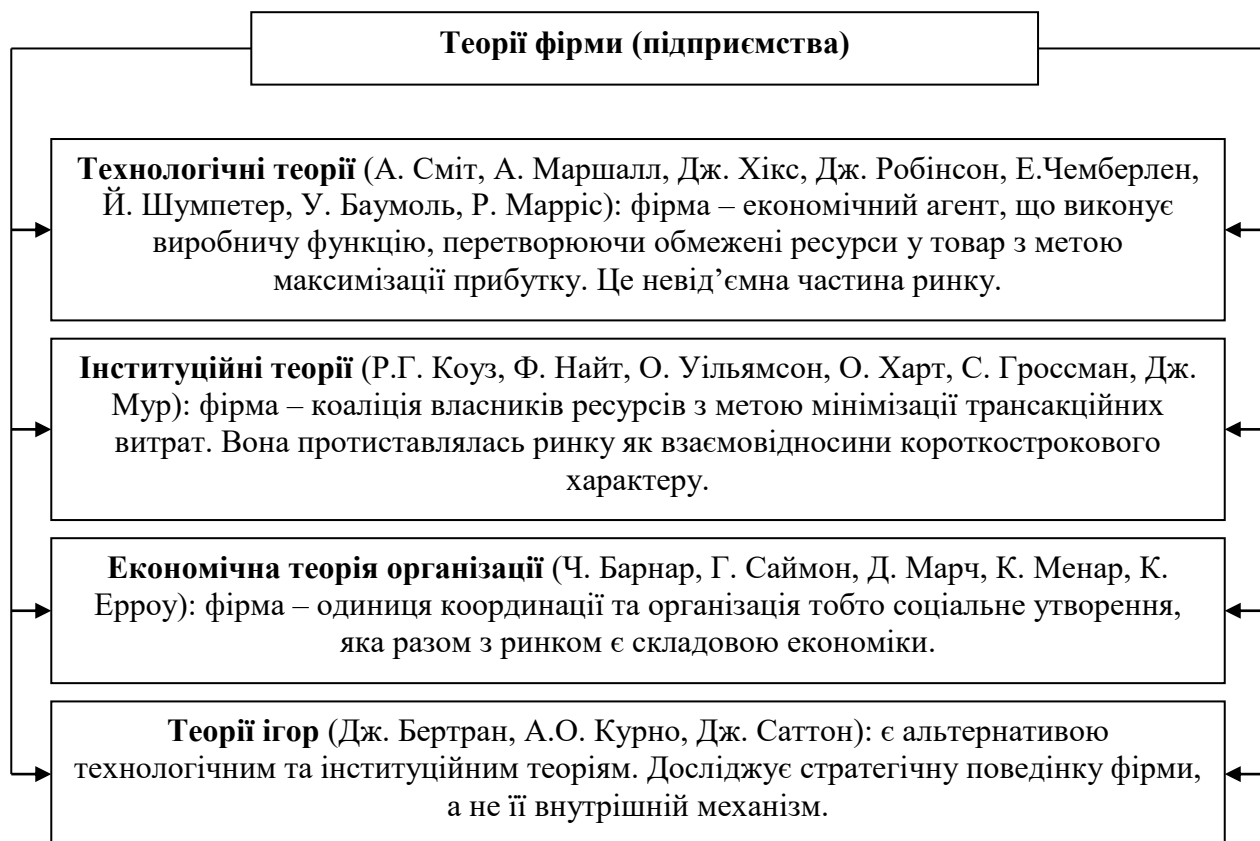 Теорії фірми (підприємства)
Технологічні теорії (А. Сміт, А. Маршалл, Дж. Хікс, Дж. Робінсон, Е.Чемберлен,
Й. Шумпетер, У. Баумоль, Р. Марріс): фірма – економічний агент, що виконує
виробничу функцію, перетворюючи обмежені ресурси у товар з метою
максимізації прибутку. Це невід’ємна частина ринку.
Інституційні теорії (Р.Г. Коуз, Ф. Найт, О. Уільямсон, О. Харт, С. Гроссман, Дж.
Мур): фірма – коаліція власників ресурсів з метою мінімізації трансакційних
витрат. Вона протиставлялась ринку як взаємовідносини короткострокового
характеру.
Економічна теорія організації (Ч. Барнар, Г. Саймон, Д. Марч, К. Менар, К.
Ерроу): фірма – одиниця координації та організація тобто соціальне утворення,
яка разом з ринком є складовою економіки.
Теорії ігор (Дж. Бертран, А.О. Курно, Дж. Саттон): є альтернативою
технологічним та інституційним теоріям. Досліджує стратегічну поведінку фірми,
а не її внутрішній механізм.